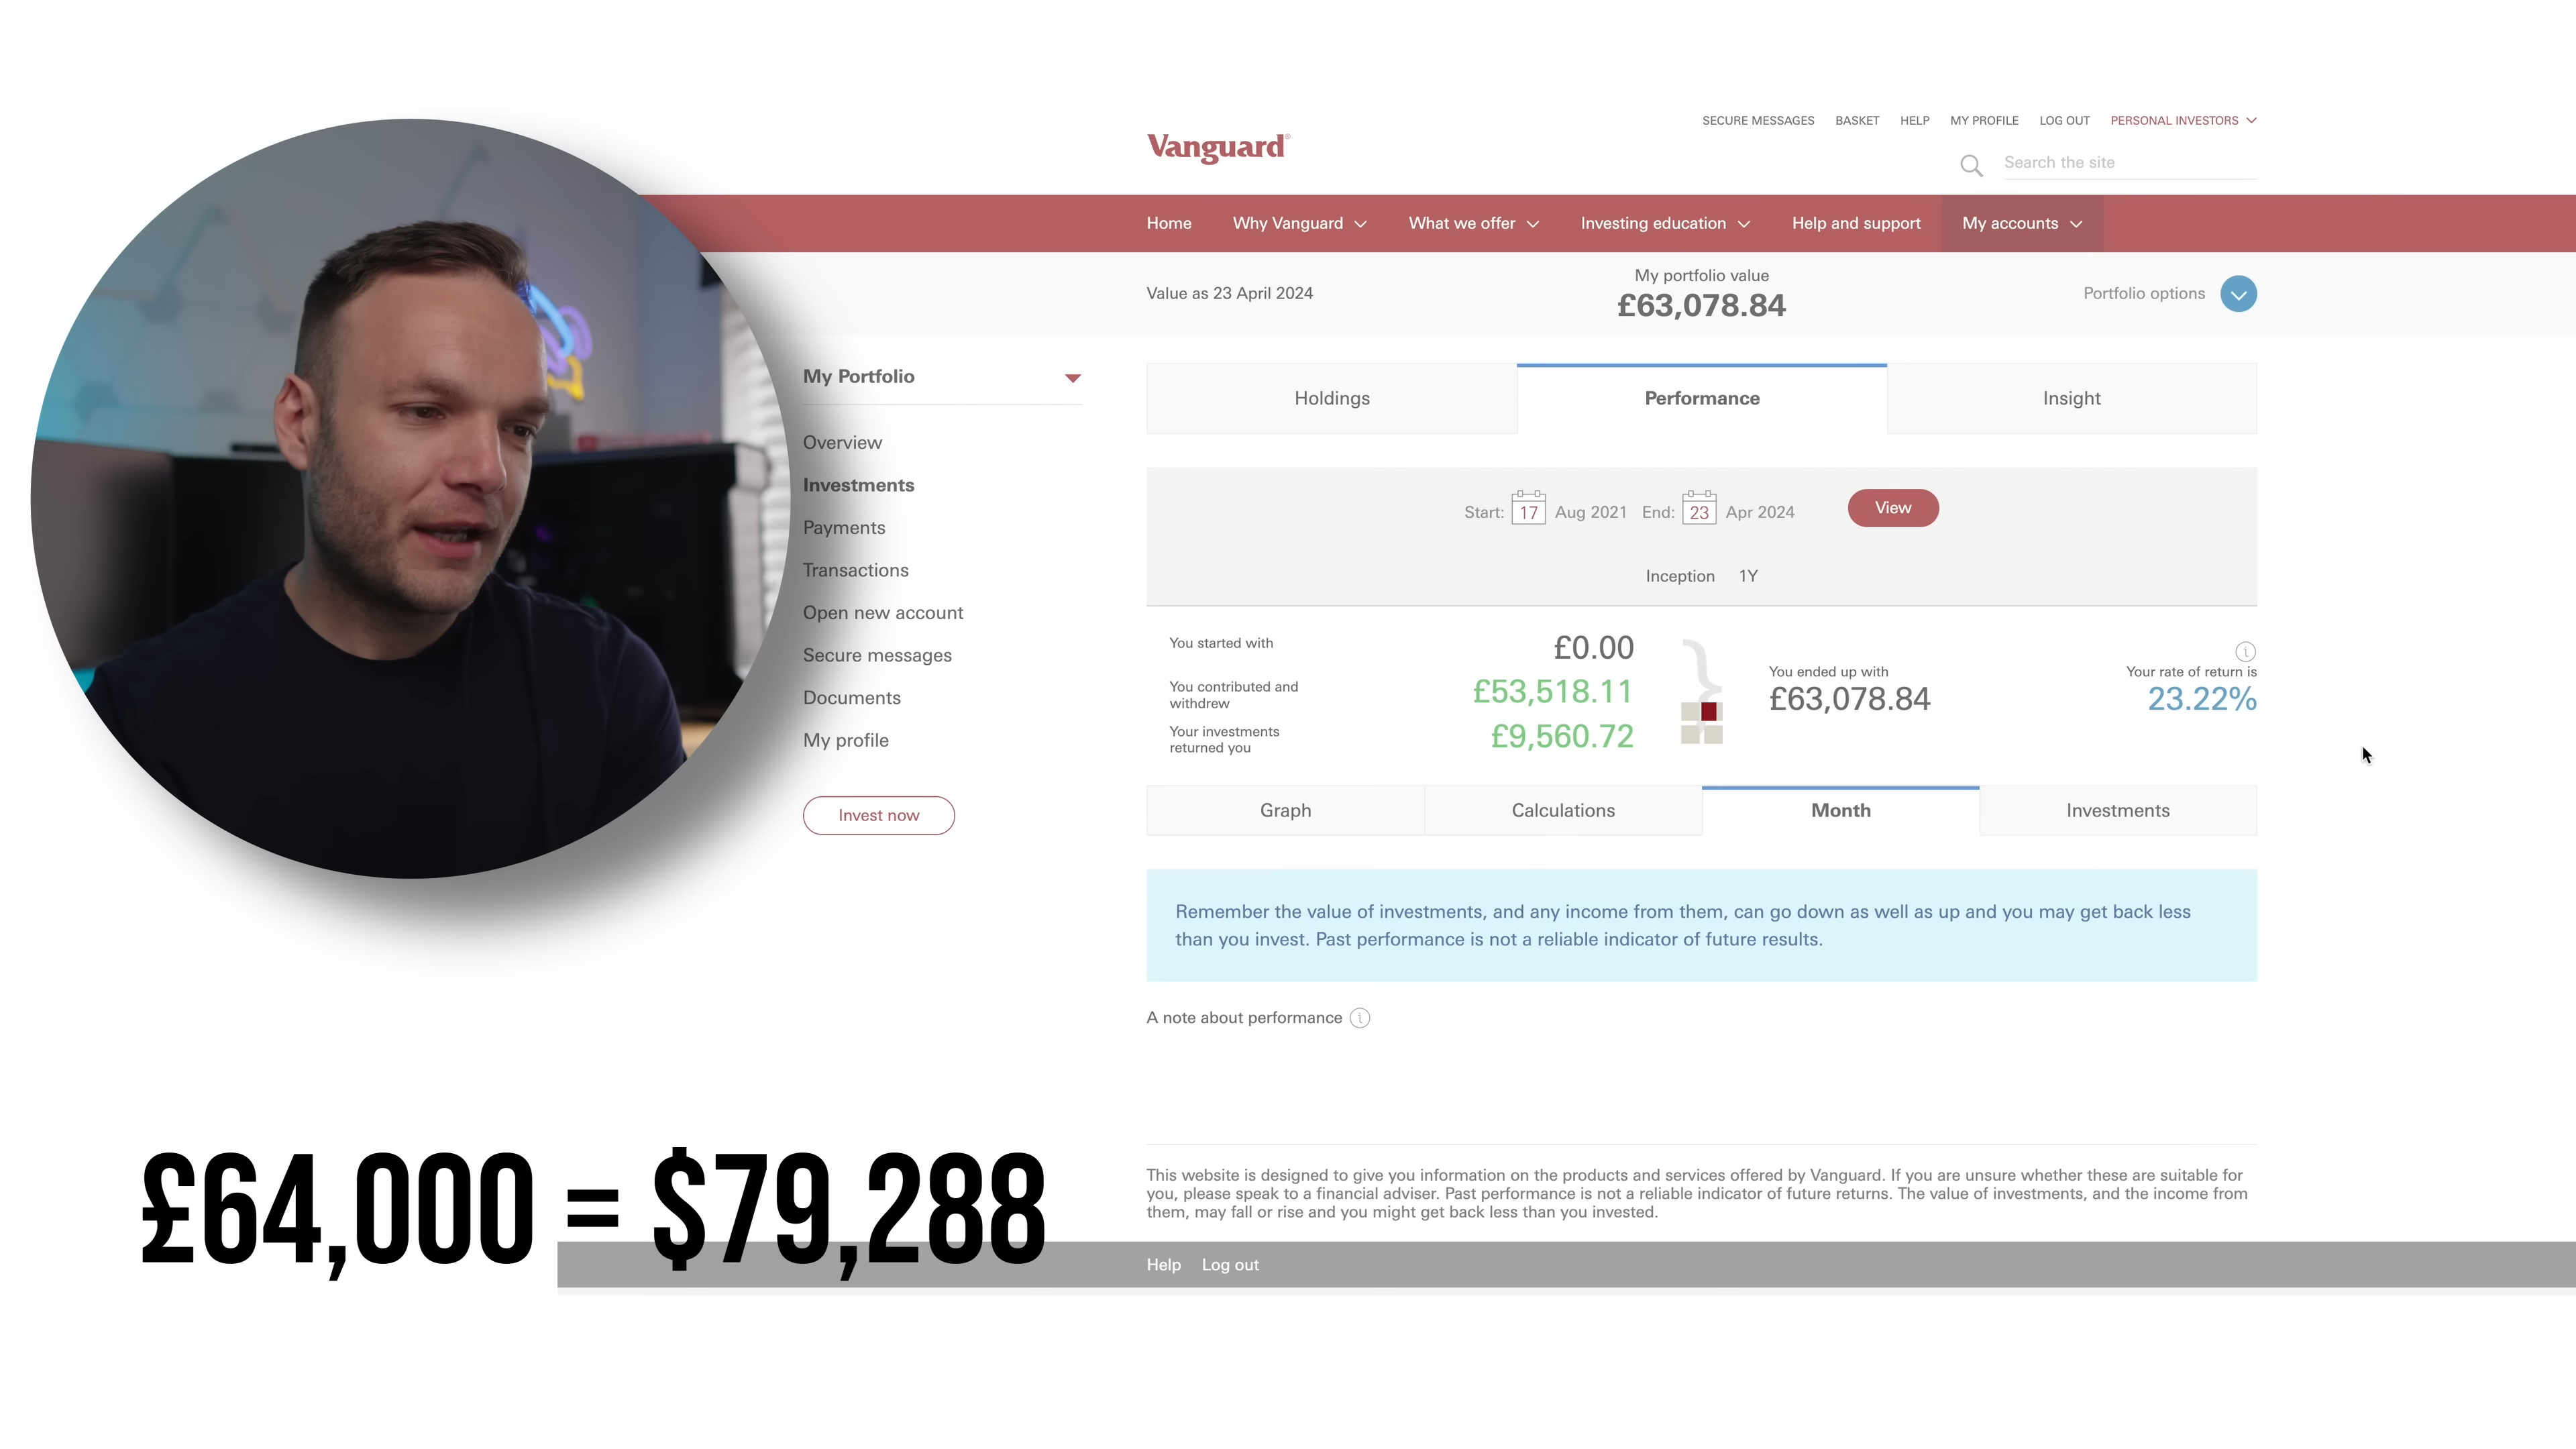 SECURE MESSAGES BASKET HELP MY PROFILE LOG OUT PERSONAL INVESTORS
Vanguard®
Search the site
Home Why Vanguard What we offer Investing education Help and support My accounts
Value as 23 April 2024
My portfolio value
£63,078.84
Portfolio options
My Portfolio
Overview
Investments
Payments
Transactions
Open new account
Secure messages
Documents
My profile
Invest now
Holdings Performance Insight
Start: 17 Aug 2021 End: 23 Apr 2024 View
Inception 1Y
You started with £0.00
You contributed and
withdrew
£53,518.11
Your investments
returned you
£9,560.72
You ended up with
£63,078.84
Your rate of return is
23.22%
Graph Calculations Month Investments
Remember the value of investments, and any income from them, can go down as well as up and you may get back less
than you invest. Past performance is not a reliable indicator of future results.
A note about performance
£64,000 = $79,288
This website is designed to give you information on the products and services offered by Vanguard. If you are unsure whether these are suitable for
you, please speak to a financial adviser. Past performance is not a reliable indicator of future returns. The value of investments, and the income from
them, may fall or rise and you might get back less than you invested.
Help Log out